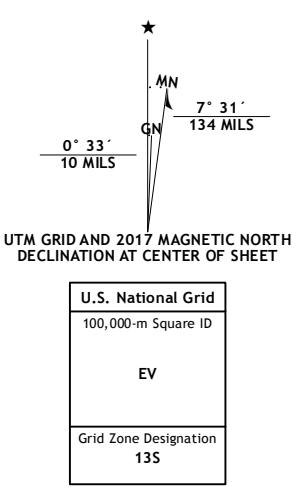 ★
MN
GN
7° 31´
134 MILS
0° 33´
10 MILS
UTM GRID AND 2017 MAGNETIC NORTH
DECLINATION AT CENTER OF SHEET
U.S. National Grid
100,000-m Square ID
EV
Grid Zone Designation
13S